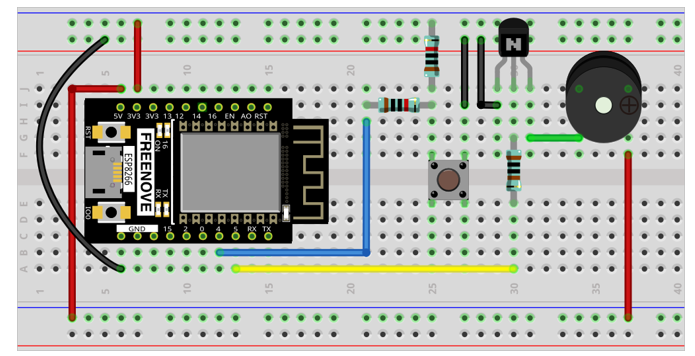 1 5 10 15 20 25 30 35 40
J
I
H
G
F
5V 3V3 3V3 13 12 14 16 EN AO RST
RST
FREENOVE
ESP8266
NO 16
RX TX
IO0
GND 15 2 0 4 5 RX TX
N
E
D
C
B
A
1 5 10 15 20 25 30 35 40